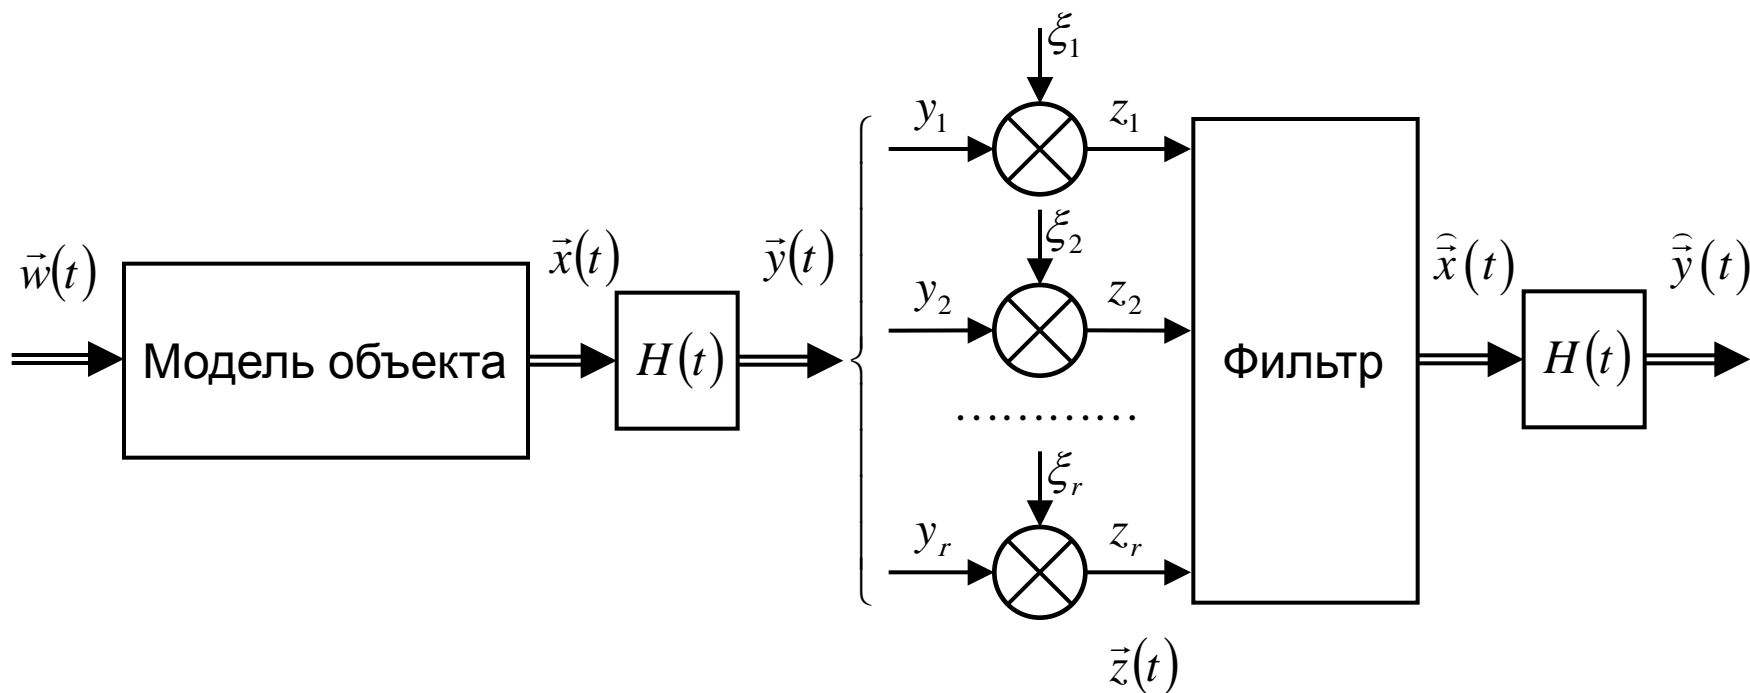 w⃗(t)
Модель объекта
x⃗(t)
H(t)
y⃗(t)
ξ₁
y₁
z₁
ξ₂
y₂
z₂
............
ξᵣ
yᵣ
zᵣ
z⃗(t)
Фильтр
x⃗̂(t)
H(t)
y⃗̂(t)